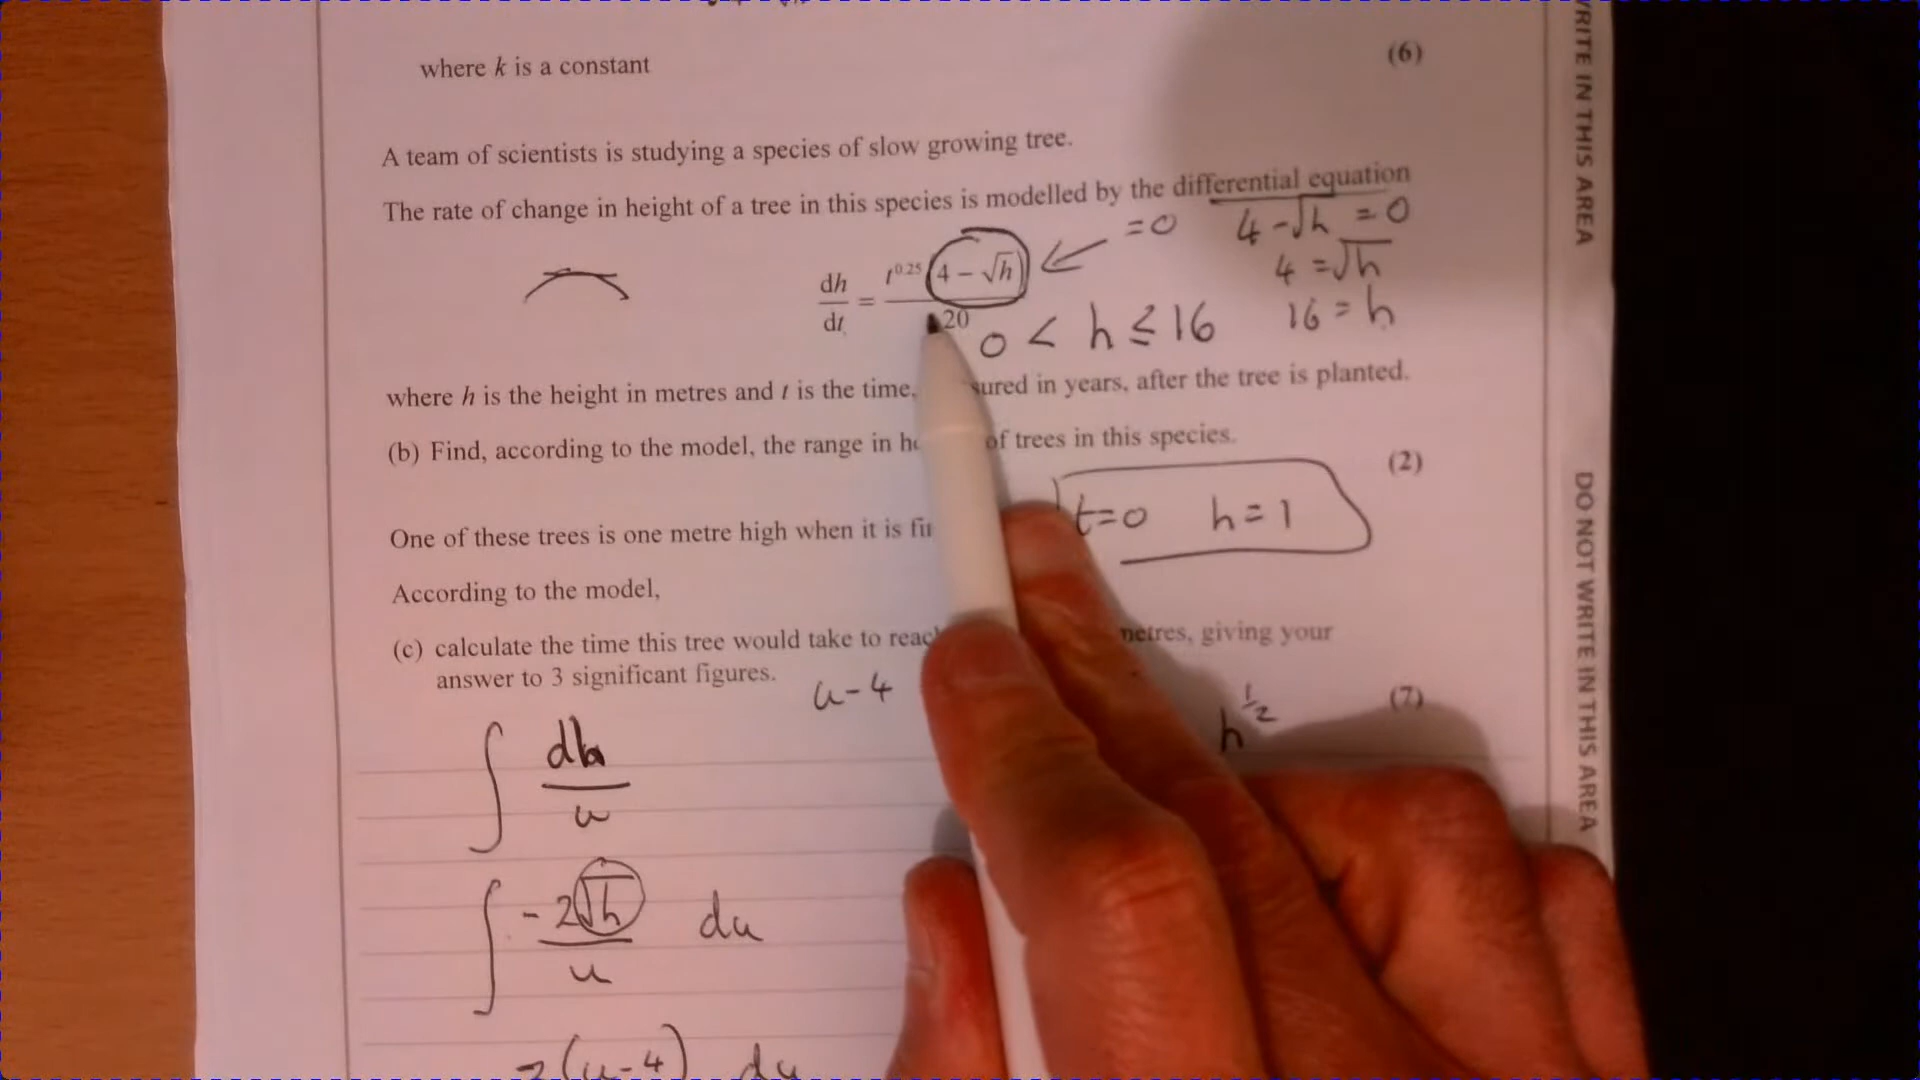 where k is a constant
(6)
A team of scientists is studying a species of slow growing tree.
The rate of change in height of a tree in this species is modelled by the differential equation
dh/dt = t^0.25 (4 − √h) / 20
= 0
4 − √h = 0
4 = √h
16 = h
0 < h ≤ 16
where h is the height in metres and t is the time, sured in years, after the tree is planted.
(b) Find, according to the model, the range in of trees in this species.
(2)
t=0 h=1
One of these trees is one metre high when it is
According to the model,
(c) calculate the time this tree would take to metres, giving your
answer to 3 significant figures.
(7)
u-4
h^1/2
∫ dh/u
∫ -2√h/u du
(u-4) du
WRITE IN THIS AREA
DO NOT WRITE IN THIS AREA